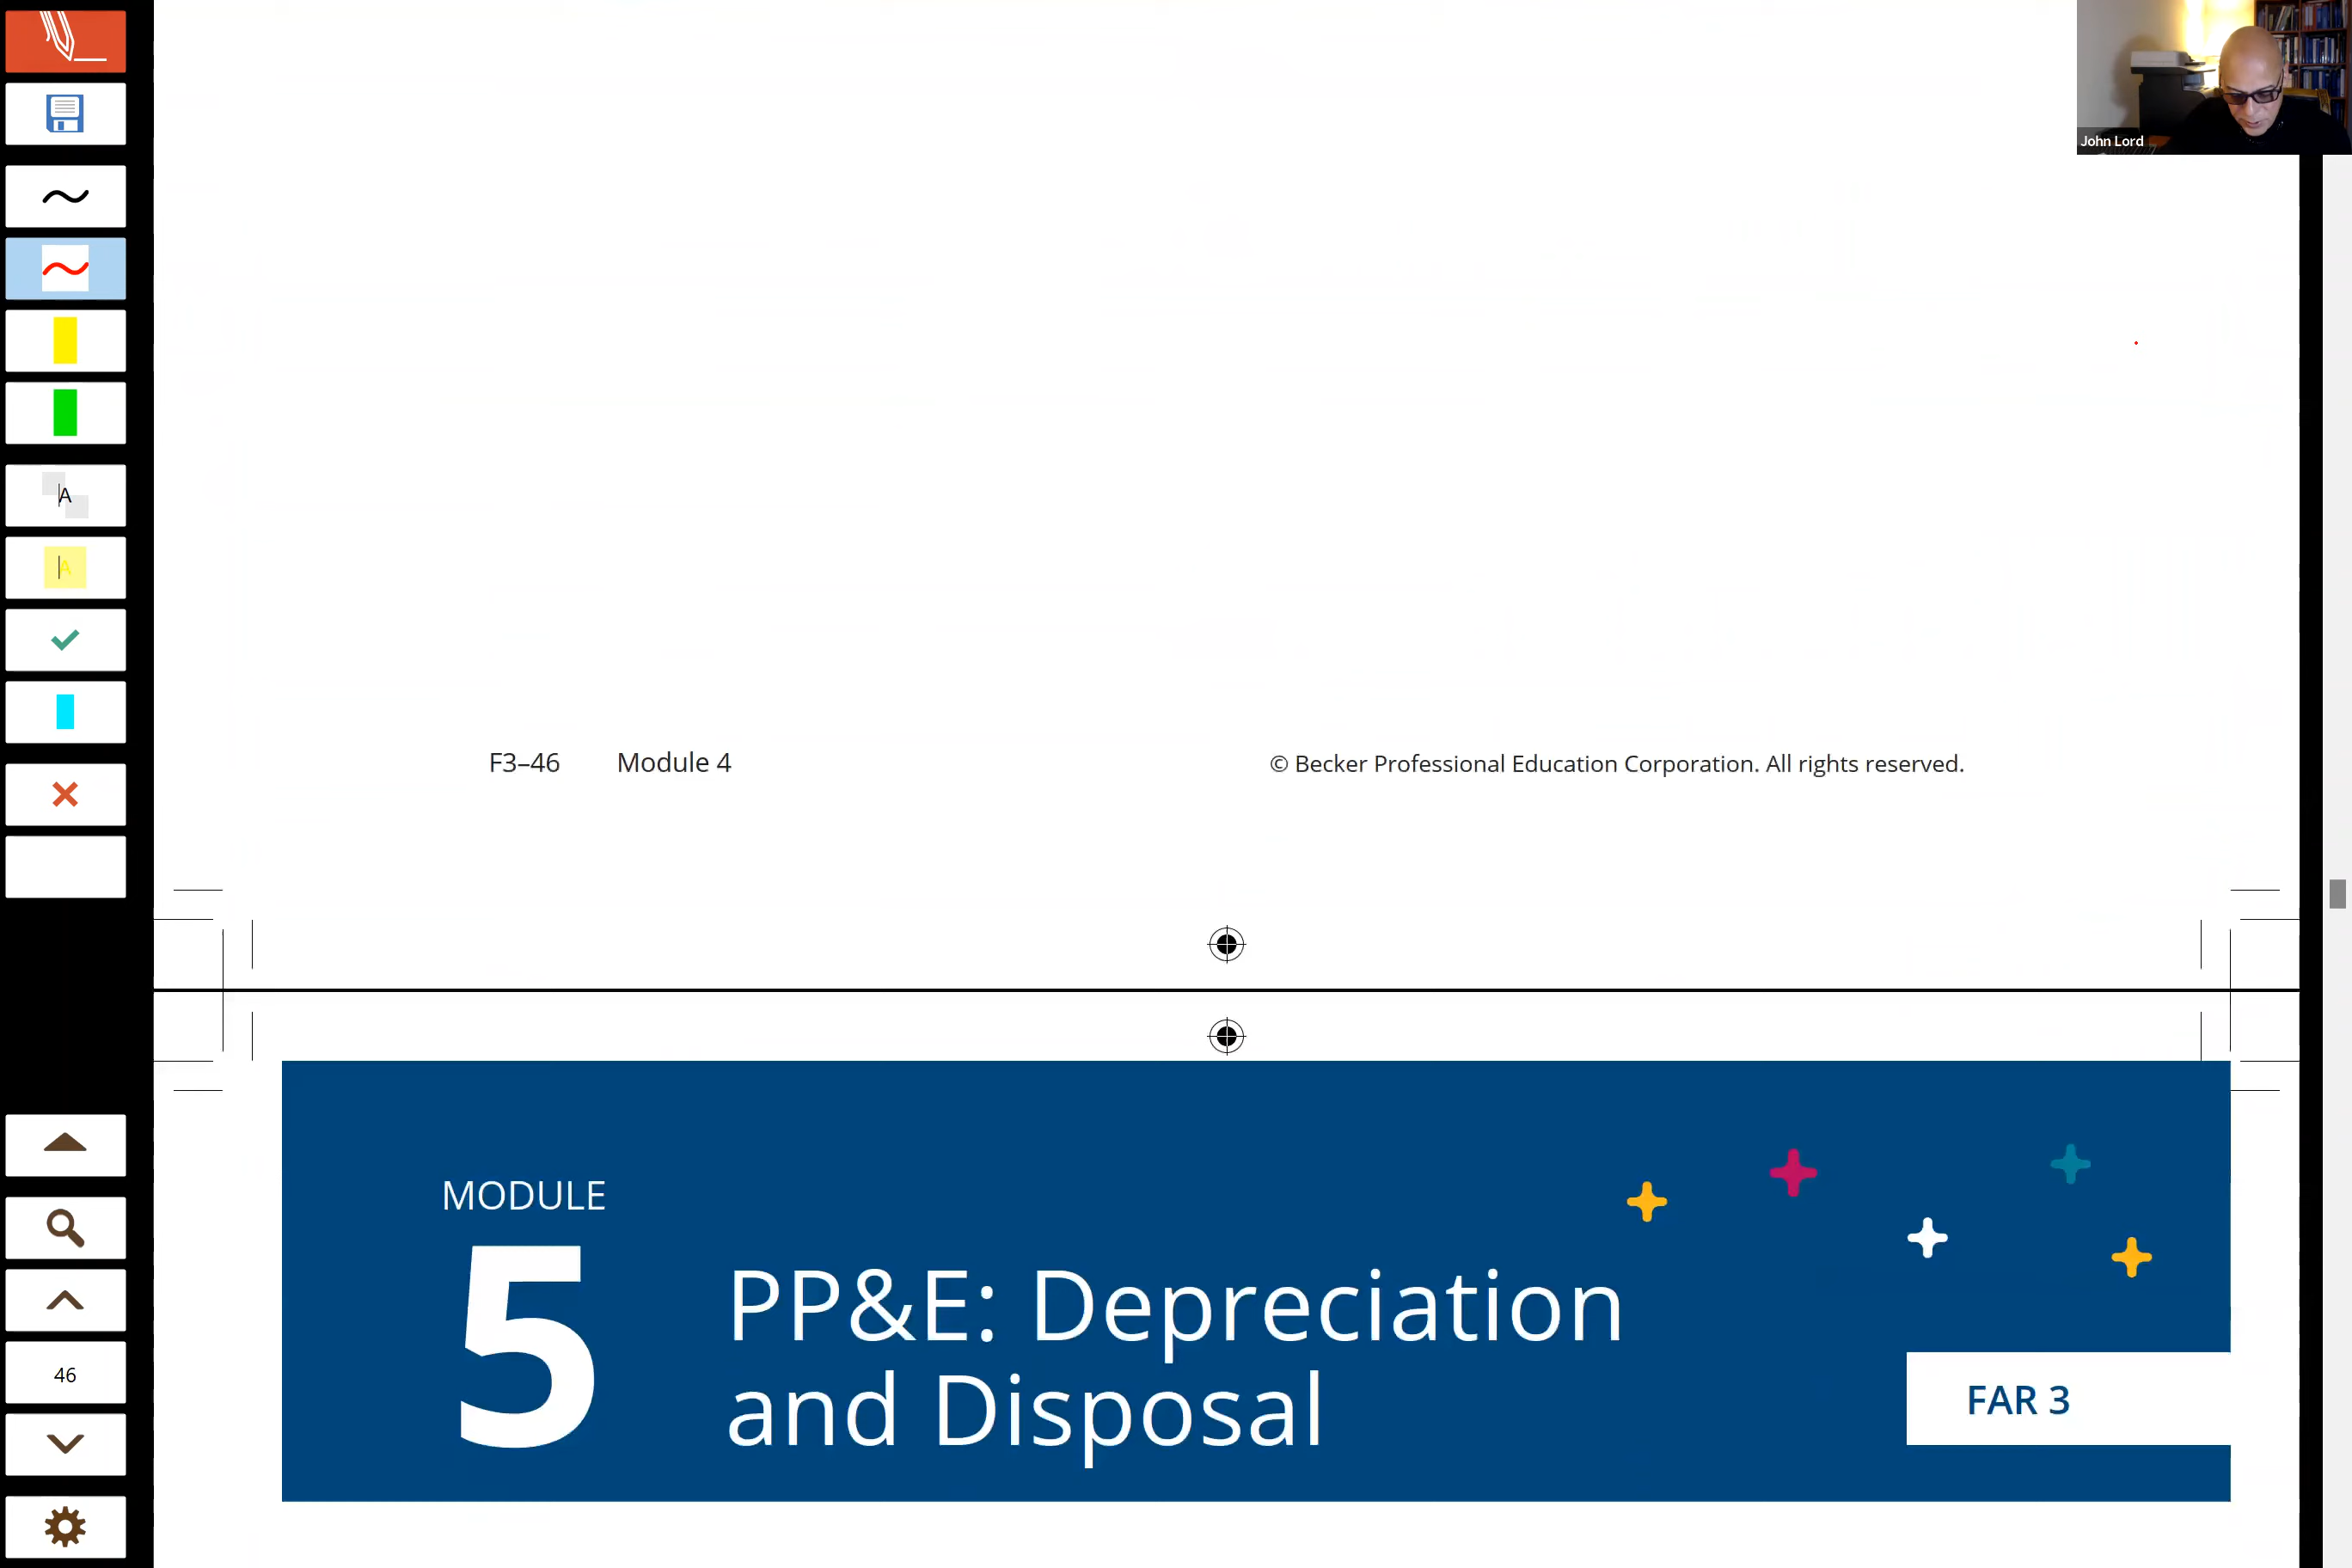 John Lord
A
A
F3–46 Module 4 © Becker Professional Education Corporation. All rights reserved.
MODULE
5
PP&E: Depreciation
and Disposal
FAR 3
46